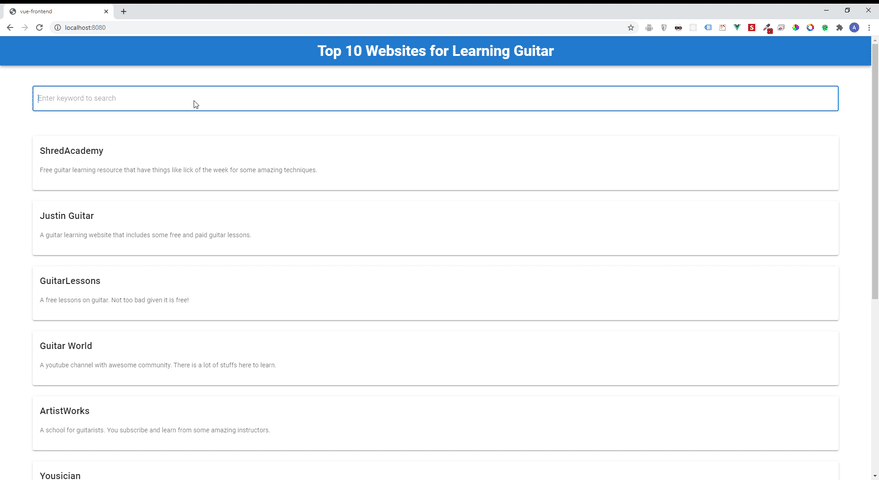 vue-frontend
localhost:8080
Top 10 Websites for Learning Guitar
Enter keyword to search
ShredAcademy
Free guitar learning resource that have things like lick of the week for some amazing techniques.
Justin Guitar
A guitar learning website that includes some free and paid guitar lessons.
GuitarLessons
A free lessons on guitar. Not too bad given it is free!
Guitar World
A youtube channel with awesome community. There is a lot of stuffs here to learn.
ArtistWorks
A school for guitarists. You subscribe and learn from some amazing instructors.
Yousician